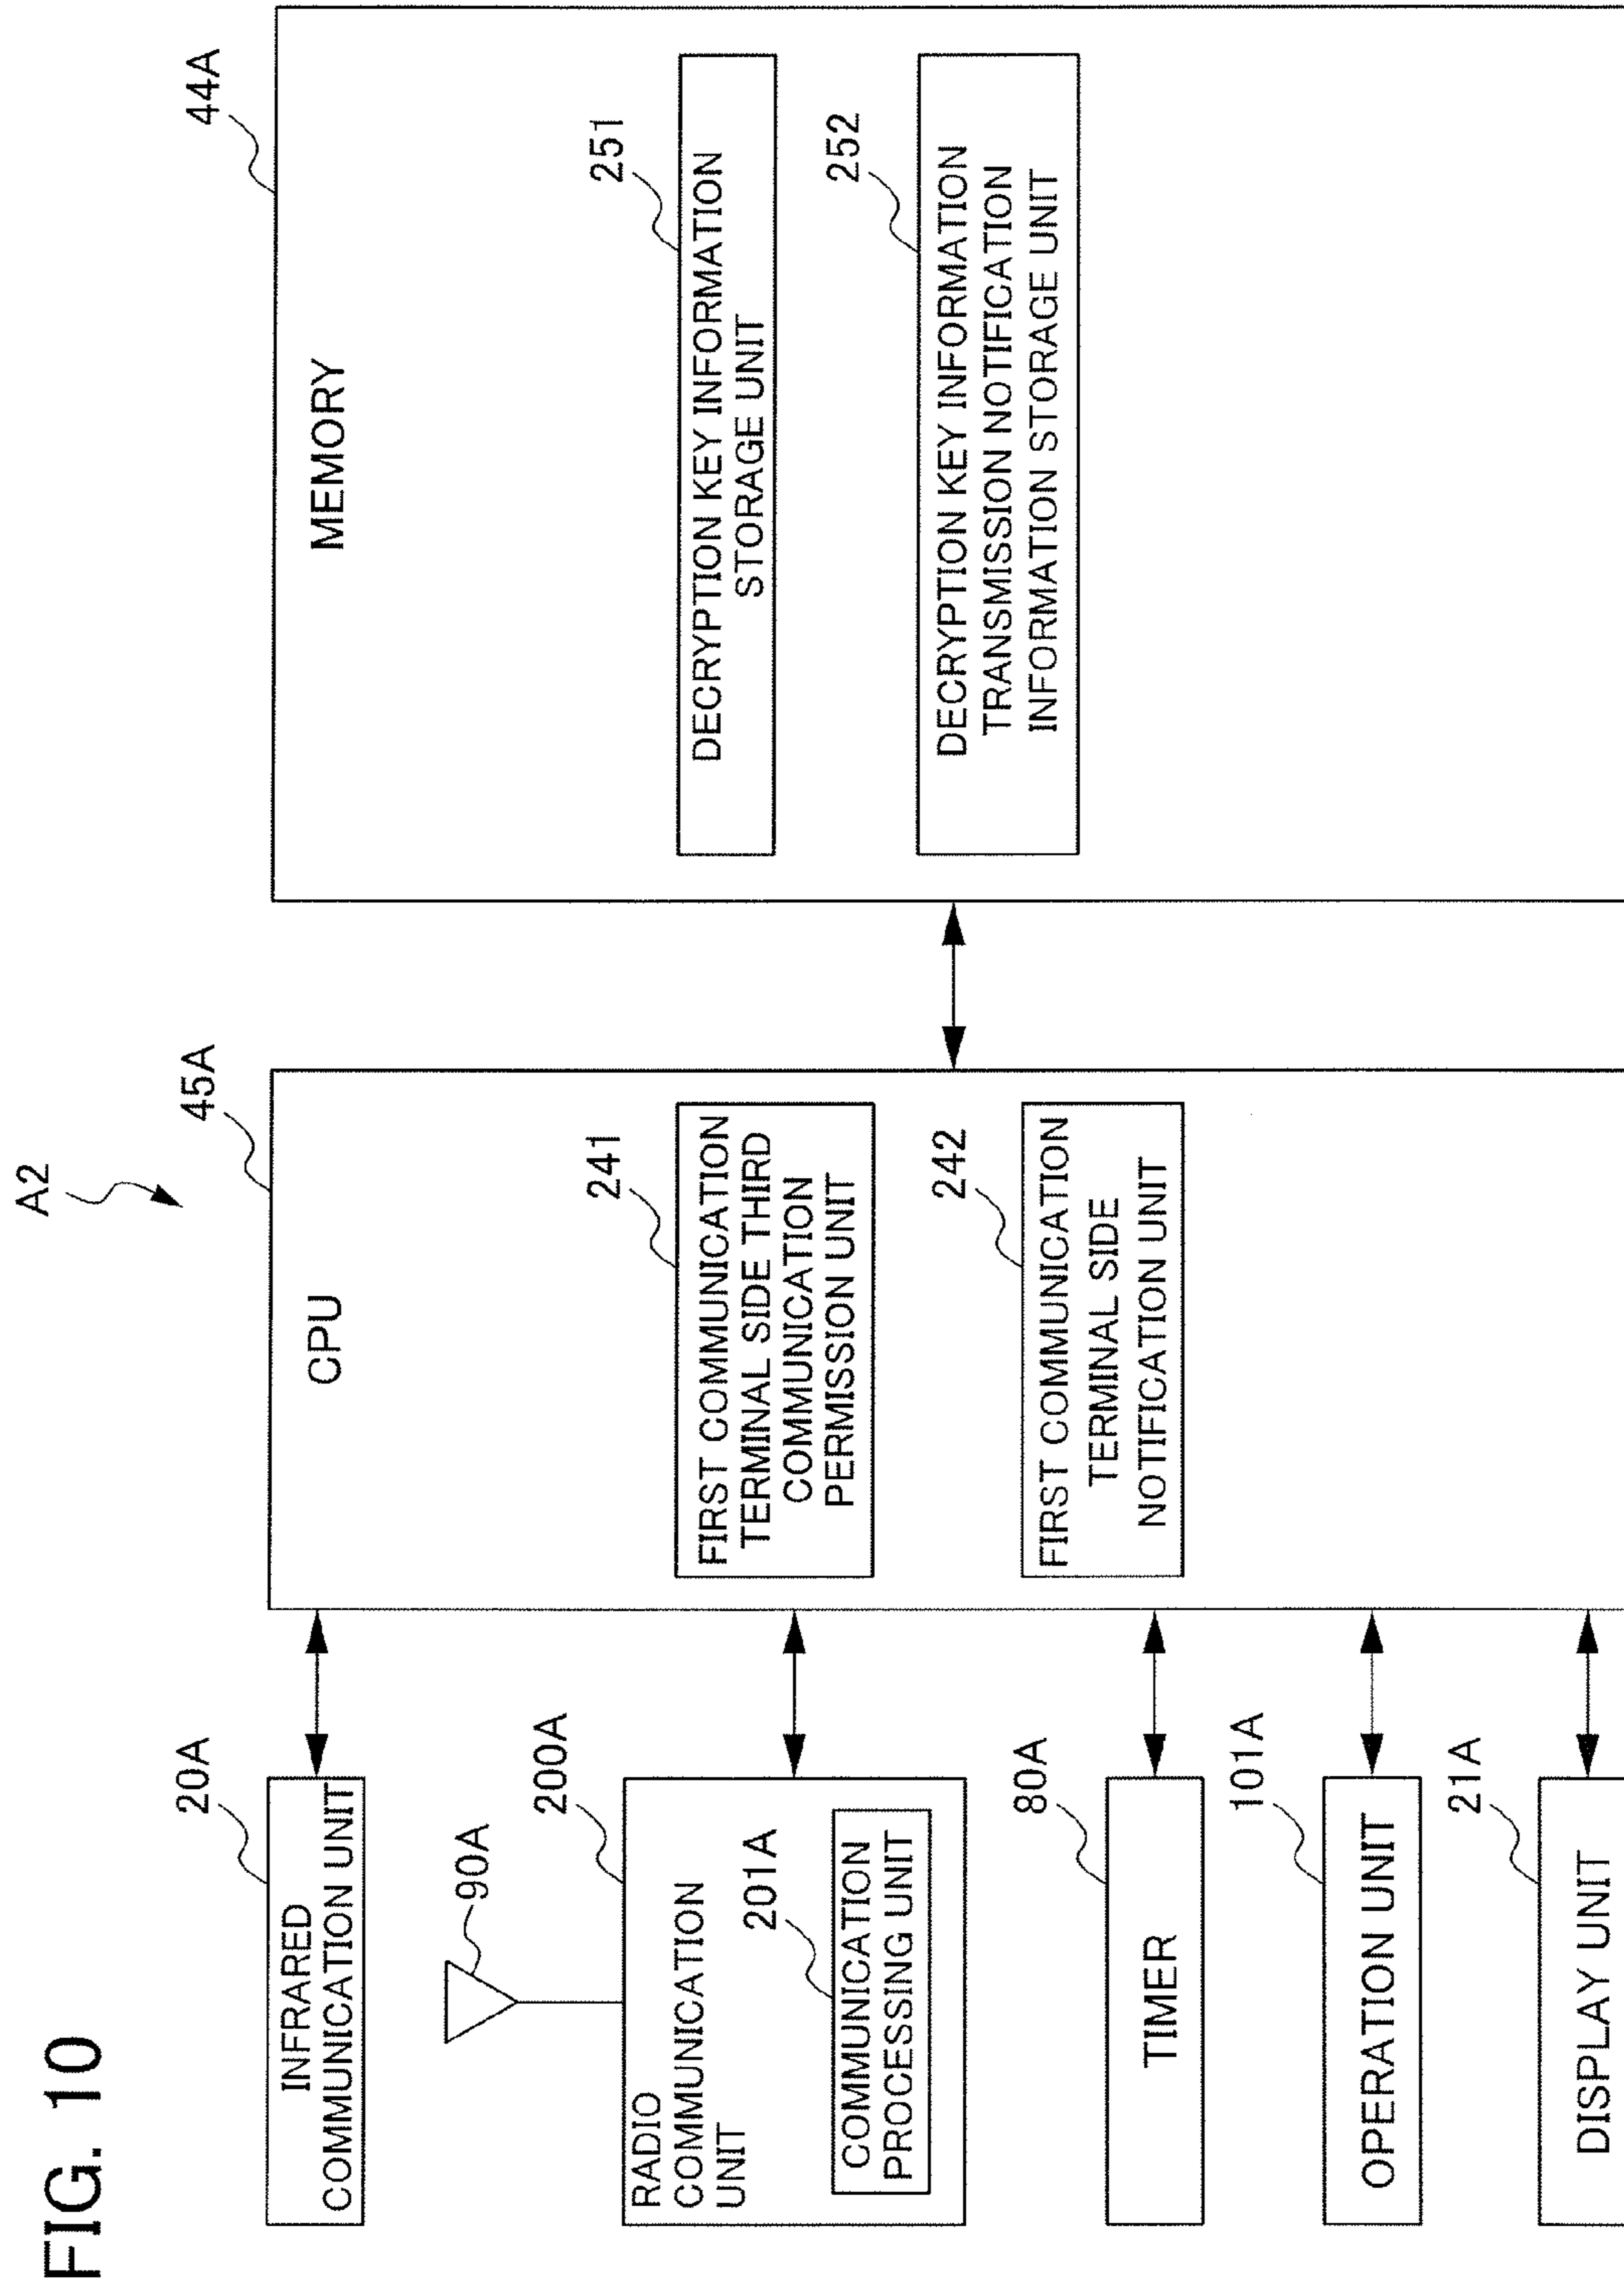 FIG. 10
A2
20A
INFRARED
COMMUNICATION UNIT
90A
200A
RADIO
COMMUNICATION
UNIT
201A
COMMUNICATION
PROCESSING UNIT
80A
TIMER
101A
OPERATION UNIT
21A
DISPLAY UNIT
45A
CPU
241
FIRST COMMUNICATION
TERMINAL SIDE THIRD
COMMUNICATION
PERMISSION UNIT
242
FIRST COMMUNICATION
TERMINAL SIDE
NOTIFICATION UNIT
44A
MEMORY
251
DECRYPTION KEY INFORMATION
STORAGE UNIT
252
DECRYPTION KEY INFORMATION
TRANSMISSION NOTIFICATION
INFORMATION STORAGE UNIT